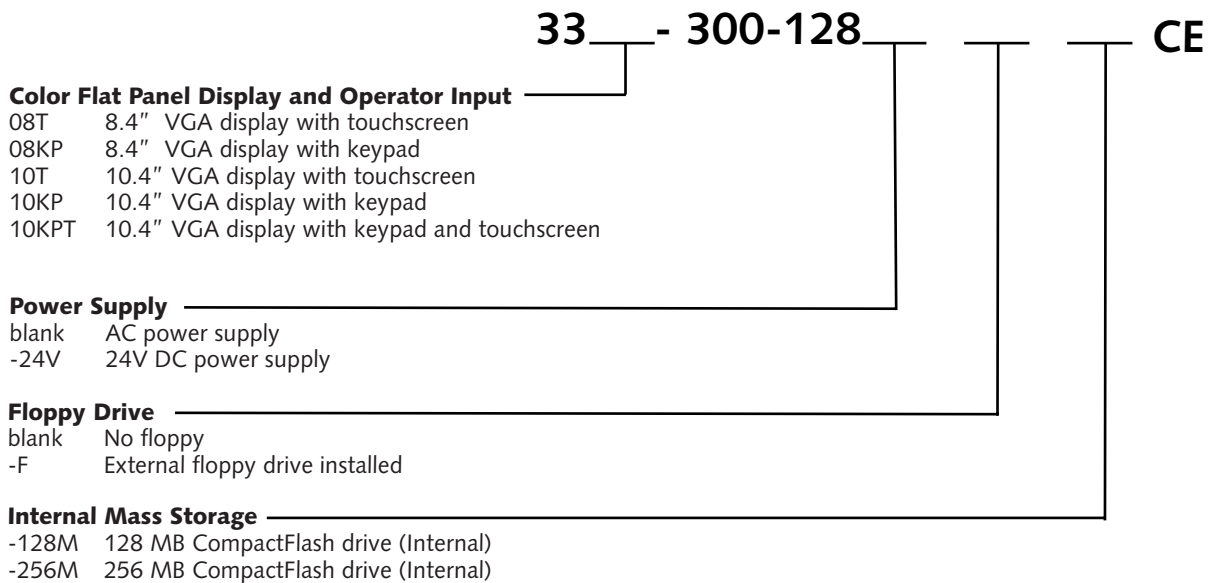 33___- 300-128___ ___ ___ CE
Color Flat Panel Display and Operator Input
08T 8.4" VGA display with touchscreen
08KP 8.4" VGA display with keypad
10T 10.4" VGA display with touchscreen
10KP 10.4" VGA display with keypad
10KPT 10.4" VGA display with keypad and touchscreen
Power Supply
blank AC power supply
-24V 24V DC power supply
Floppy Drive
blank No floppy
-F External floppy drive installed
Internal Mass Storage
-128M 128 MB CompactFlash drive (Internal)
-256M 256 MB CompactFlash drive (Internal)